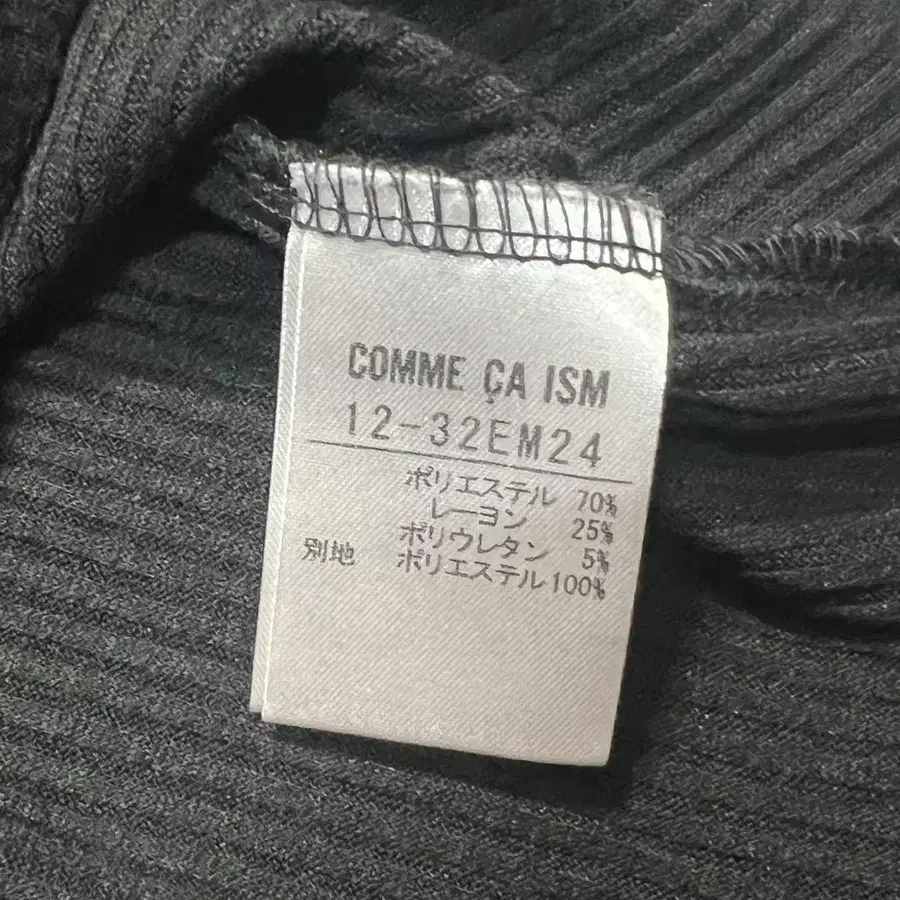 COMME ÇA ISM
12-32EM24
ポリエステル 70%
レーヨン 25%
ポリウレタン 5%
別地 ポリエステル100%